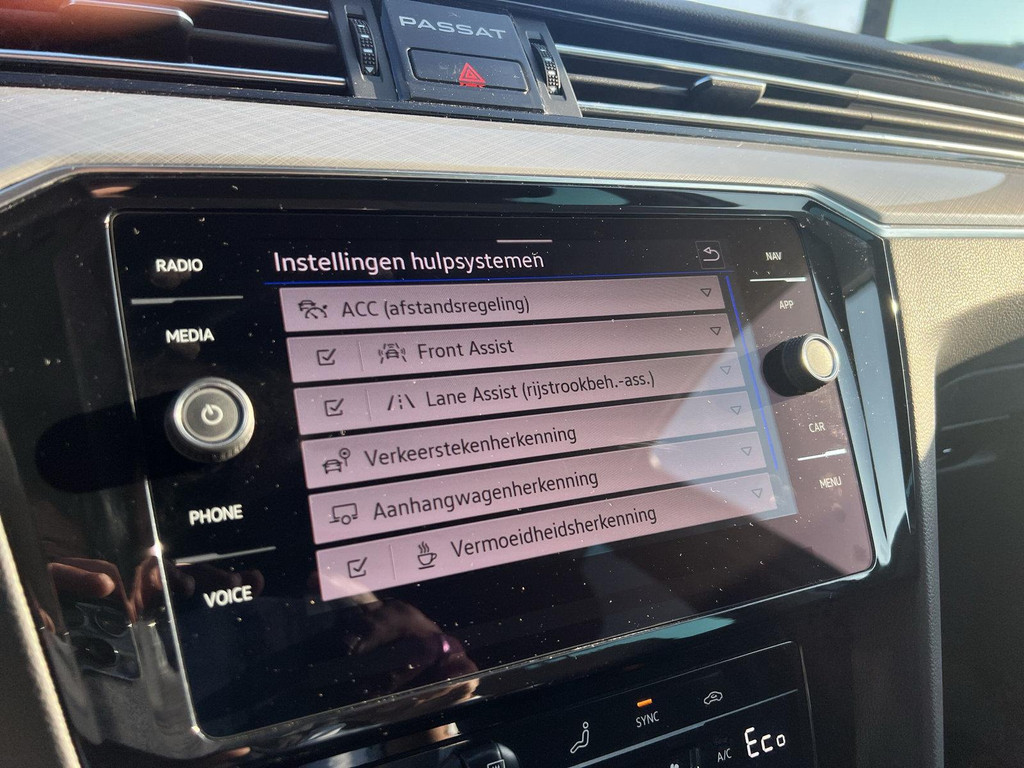 PASSAT
RADIO
MEDIA
PHONE
VOICE
Instellingen hulpsystemen
ACC (afstandsregeling)
Front Assist
Lane Assist (rijstrookbeh.-ass.)
Verkeerstekenherkenning
Aanhangwagenherkenning
Vermoeidheidsherkenning
NAV
APP
CAR
MENU
SYNC
A/C
Eco